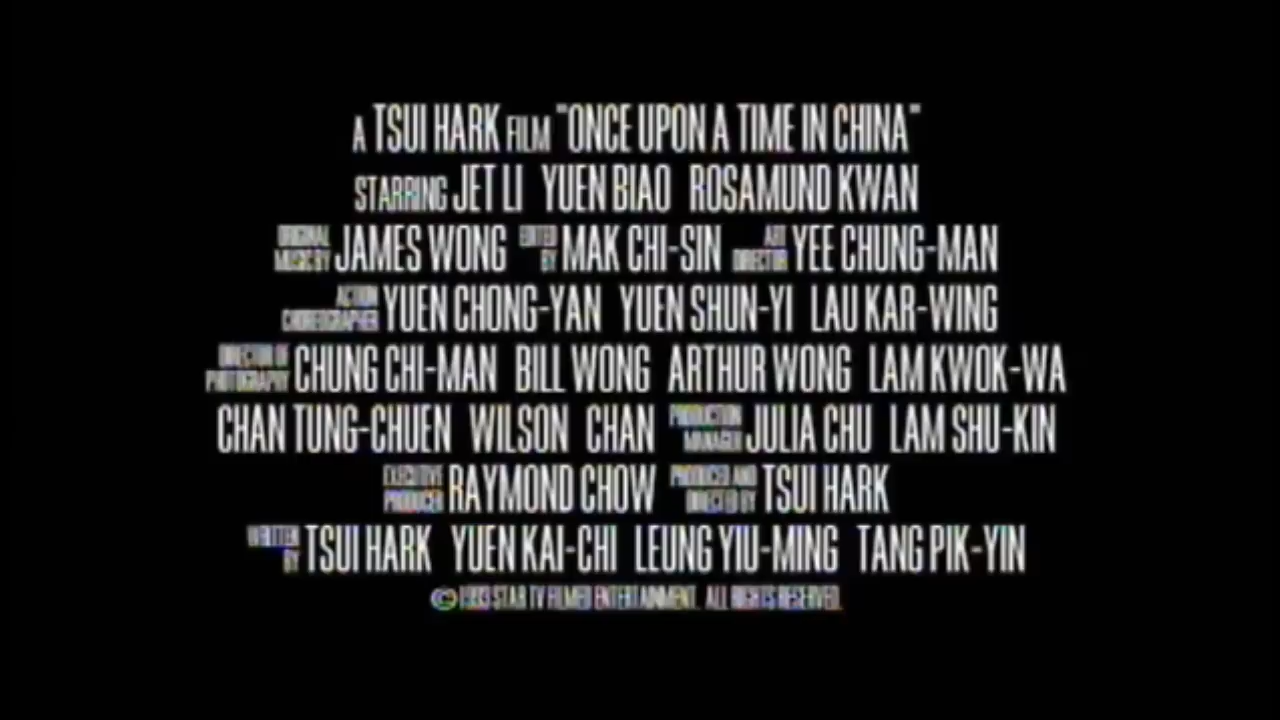 A TSUI HARK FILM "ONCE UPON A TIME IN CHINA"
STARRING JET LI YUEN BIAO ROSAMUND KWAN
ORIGINAL MUSIC BY JAMES WONG EDITED BY MAK CHI-SIN ART DIRECTOR YEE CHUNG-MAN
ACTION CHOREOGRAPHER YUEN CHONG-YAN YUEN SHUN-YI LAU KAR-WING
DIRECTOR OF PHOTOGRAPHY CHUNG CHI-MAN BILL WONG ARTHUR WONG LAM KWOK-WA
CHAN TUNG-CHUEN WILSON CHAN PRODUCTION MANAGER JULIA CHU LAM SHU-KIN
EXECUTIVE PRODUCER RAYMOND CHOW PRODUCED AND DIRECTED BY TSUI HARK
WRITTEN BY TSUI HARK YUEN KAI-CHI LEUNG YIU-MING TANG PIK-YIN
© STAR TV FILMED ENTERTAINMENT. ALL RIGHTS RESERVED.